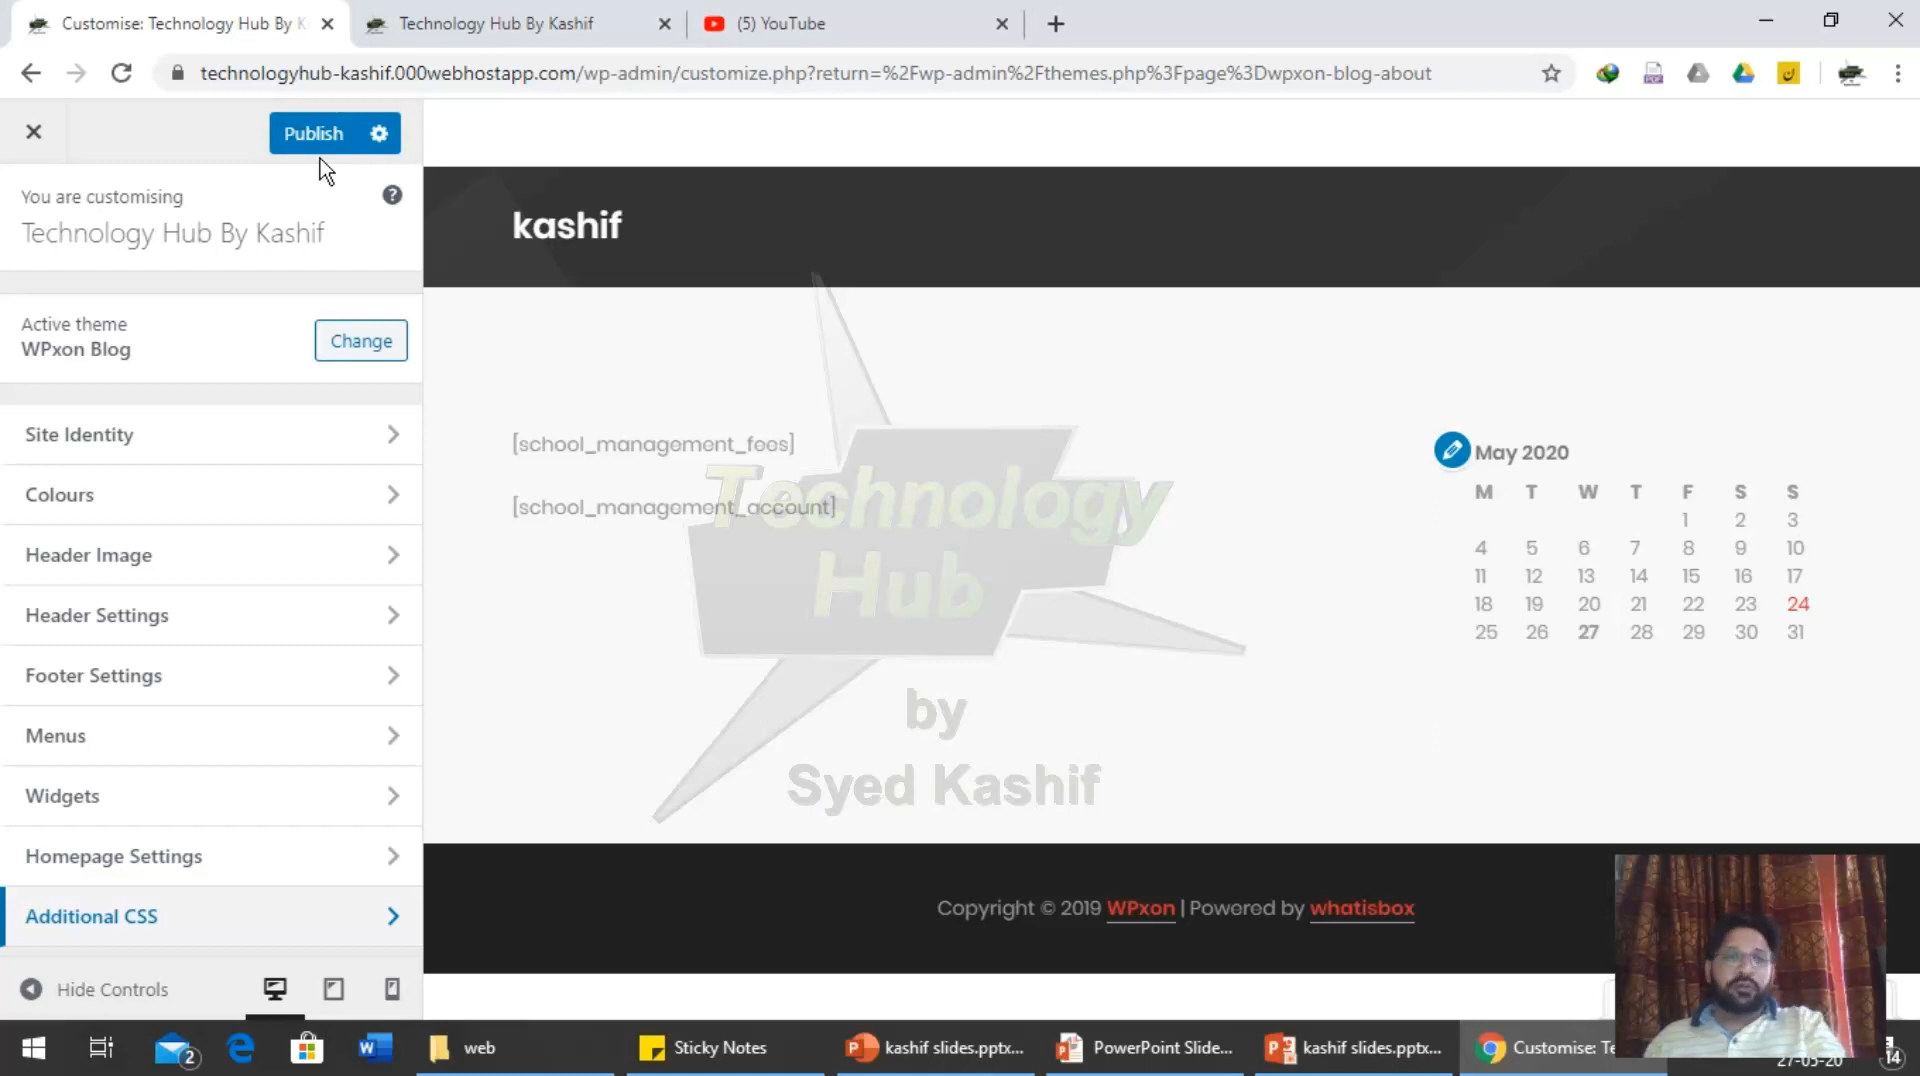 Customise: Technology Hub By K
Technology Hub By Kashif
(5) YouTube
technologyhub-kashif.000webhostapp.com/wp-admin/customize.php?return=%2Fwp-admin%2Fthemes.php%3Fpage%3Dwpxon-blog-about
Publish
You are customising
Technology Hub By Kashif
Active theme
WPxon Blog
Change
Site Identity
Colours
Header Image
Header Settings
Footer Settings
Menus
Widgets
Homepage Settings
Additional CSS
Hide Controls
kashif
[school_management_fees]
[school_management_account]
Technology
Hub
by
Syed Kashif
May 2020
M T W T F S S
1 2 3
4 5 6 7 8 9 10
11 12 13 14 15 16 17
18 19 20 21 22 23 24
25 26 27 28 29 30 31
Copyright © 2019 WPxon | Powered by whatisbox
2
web
Sticky Notes
kashif slides.pptx...
PowerPoint Slide...
kashif slides.pptx...
Customise: Te
14